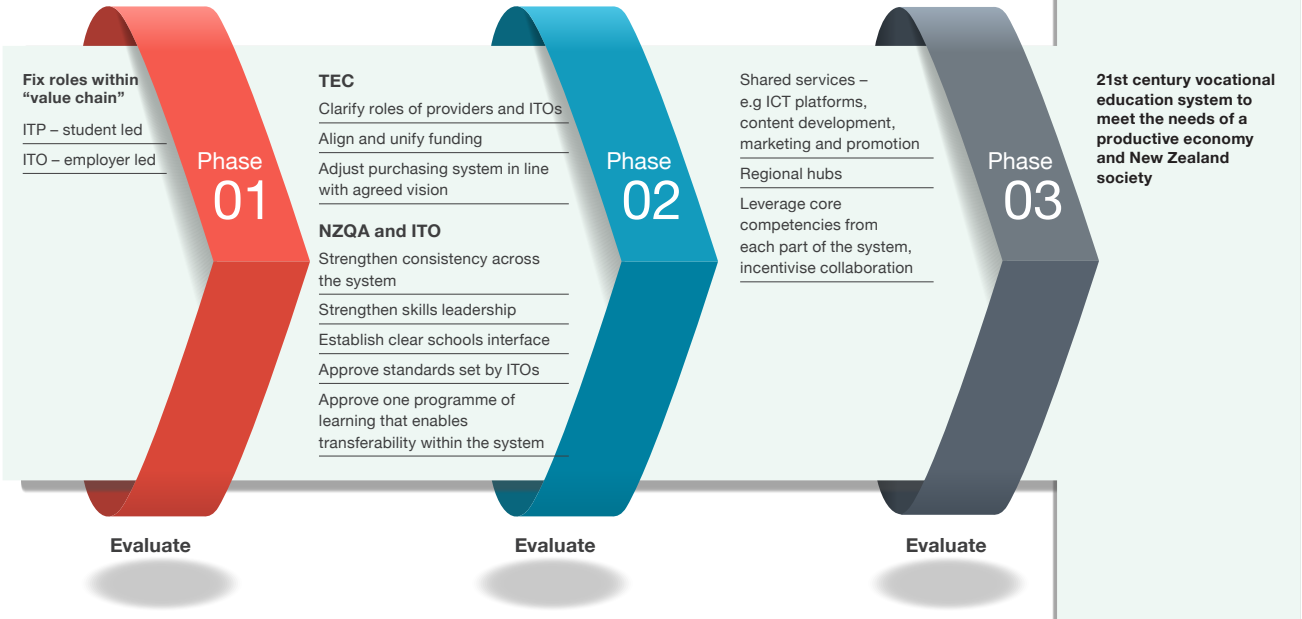 Fix roles within
“value chain”
ITP – student led
ITO – employer led
Phase
01
Evaluate
TEC
Clarify roles of providers and ITOs
Align and unify funding
Adjust purchasing system in line
with agreed vision
NZQA and ITO
Strengthen consistency across
the system
Strengthen skills leadership
Establish clear schools interface
Approve standards set by ITOs
Approve one programme of
learning that enables
transferability within the system
Phase
02
Evaluate
Shared services –
e.g ICT platforms,
content development,
marketing and promotion
Regional hubs
Leverage core
competencies from
each part of the system,
incentivise collaboration
Phase
03
Evaluate
21st century vocational
education system to
meet the needs of a
productive economy
and New Zealand
society